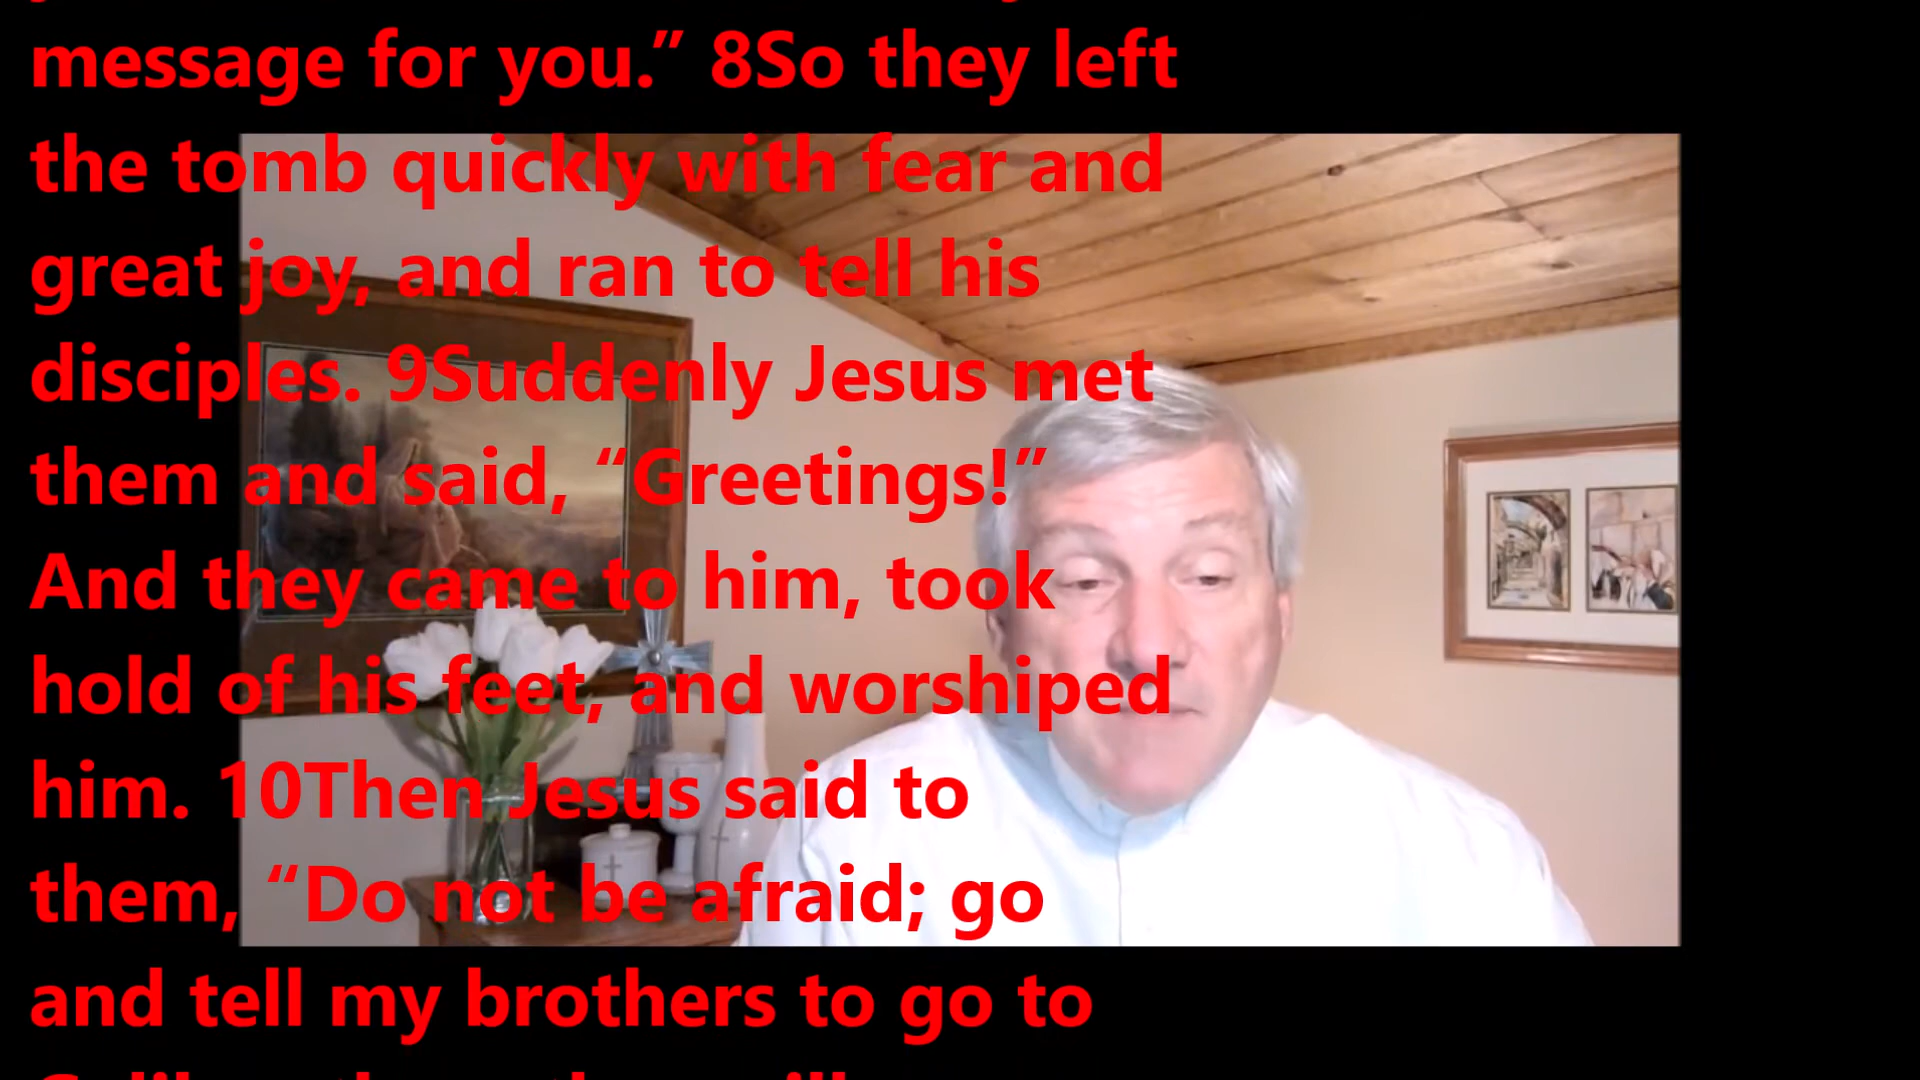 message for you.” 8So they left
the tomb quickly with fear and
great joy, and ran to tell his
disciples. 9Suddenly Jesus met
them and said, “Greetings!”
And they came to him, took
hold of his feet, and worshiped
him. 10Then Jesus said to
them, “Do not be afraid; go
and tell my brothers to go to